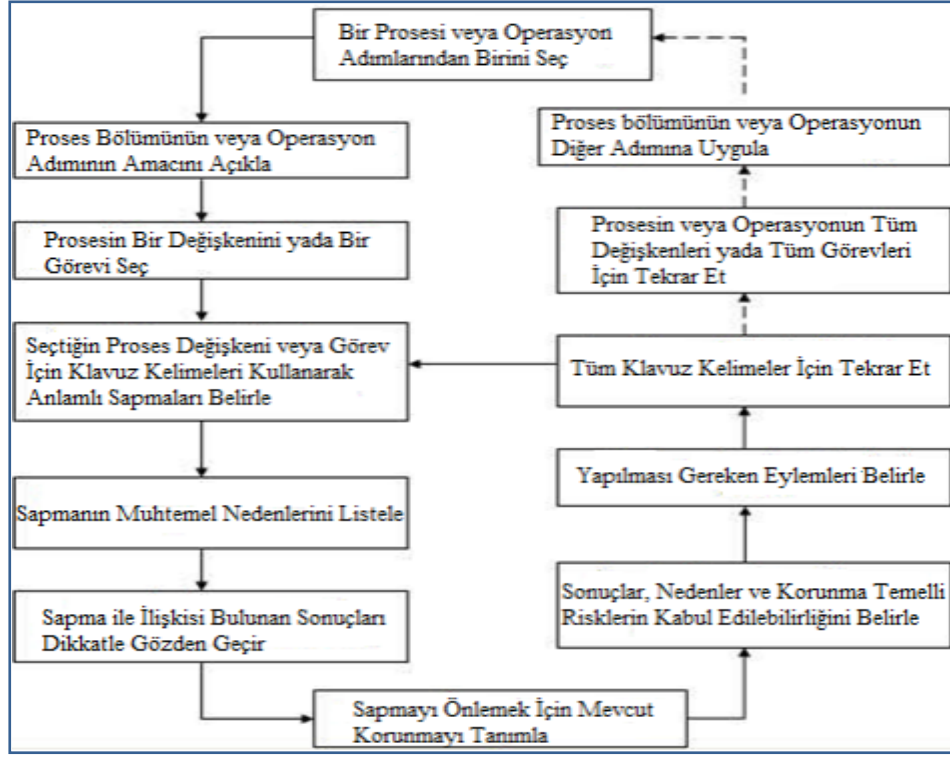 Bir Prosesi veya Operasyon
Adımlarından Birini Seç
Proses Bölümünün veya Operasyon
Adımının Amacını Açıkla
Prosesin Bir Değişkenini yada Bir
Görevi Seç
Seçtiğin Proses Değişkeni veya Görev
İçin Klavuz Kelimeleri Kullanarak
Anlamlı Sapmaları Belirle
Sapmanın Muhtemel Nedenlerini Listele
Sapma ile İlişkisi Bulunan Sonuçları
Dikkatle Gözden Geçir
Sapmayı Önlemek İçin Mevcut
Korunmayı Tanımla
Sonuçlar, Nedenler ve Korunma Temelli
Risklerin Kabul Edilebilirliğini Belirle
Yapılması Gereken Eylemleri Belirle
Tüm Klavuz Kelimeler İçin Tekrar Et
Prosesin veya Operasyonun Tüm
Değişkenleri yada Tüm Görevleri
İçin Tekrar Et
Proses bölümünün veya Operasyonun
Diğer Adımına Uygula